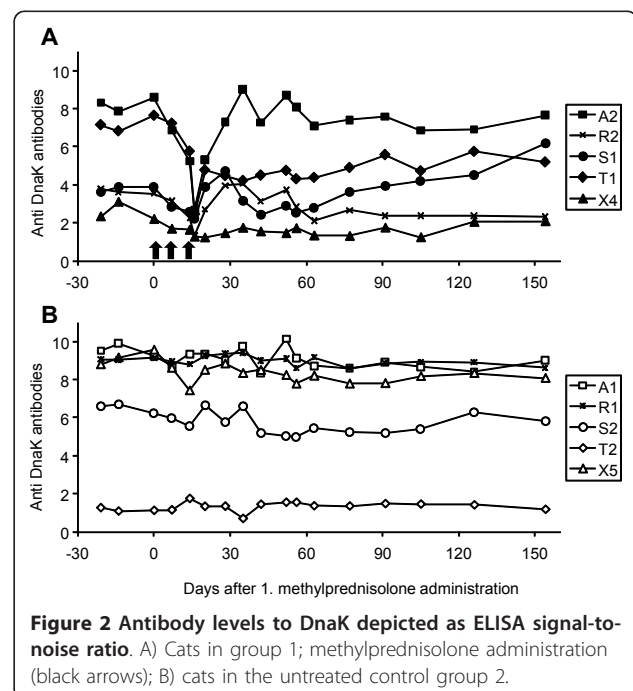 A
Anti DnaK antibodies
10
8
6
4
2
0
-30 0 30 60 90 120 150
A2
R2
S1
T1
X4
B
Anti DnaK antibodies
10
8
6
4
2
0
-30 0 30 60 90 120 150
A1
R1
S2
T2
X5
Days after 1. methylprednisolone administration
Figure 2 Antibody levels to DnaK depicted as ELISA signal-to-
noise ratio. A) Cats in group 1; methylprednisolone administration
(black arrows); B) cats in the untreated control group 2.